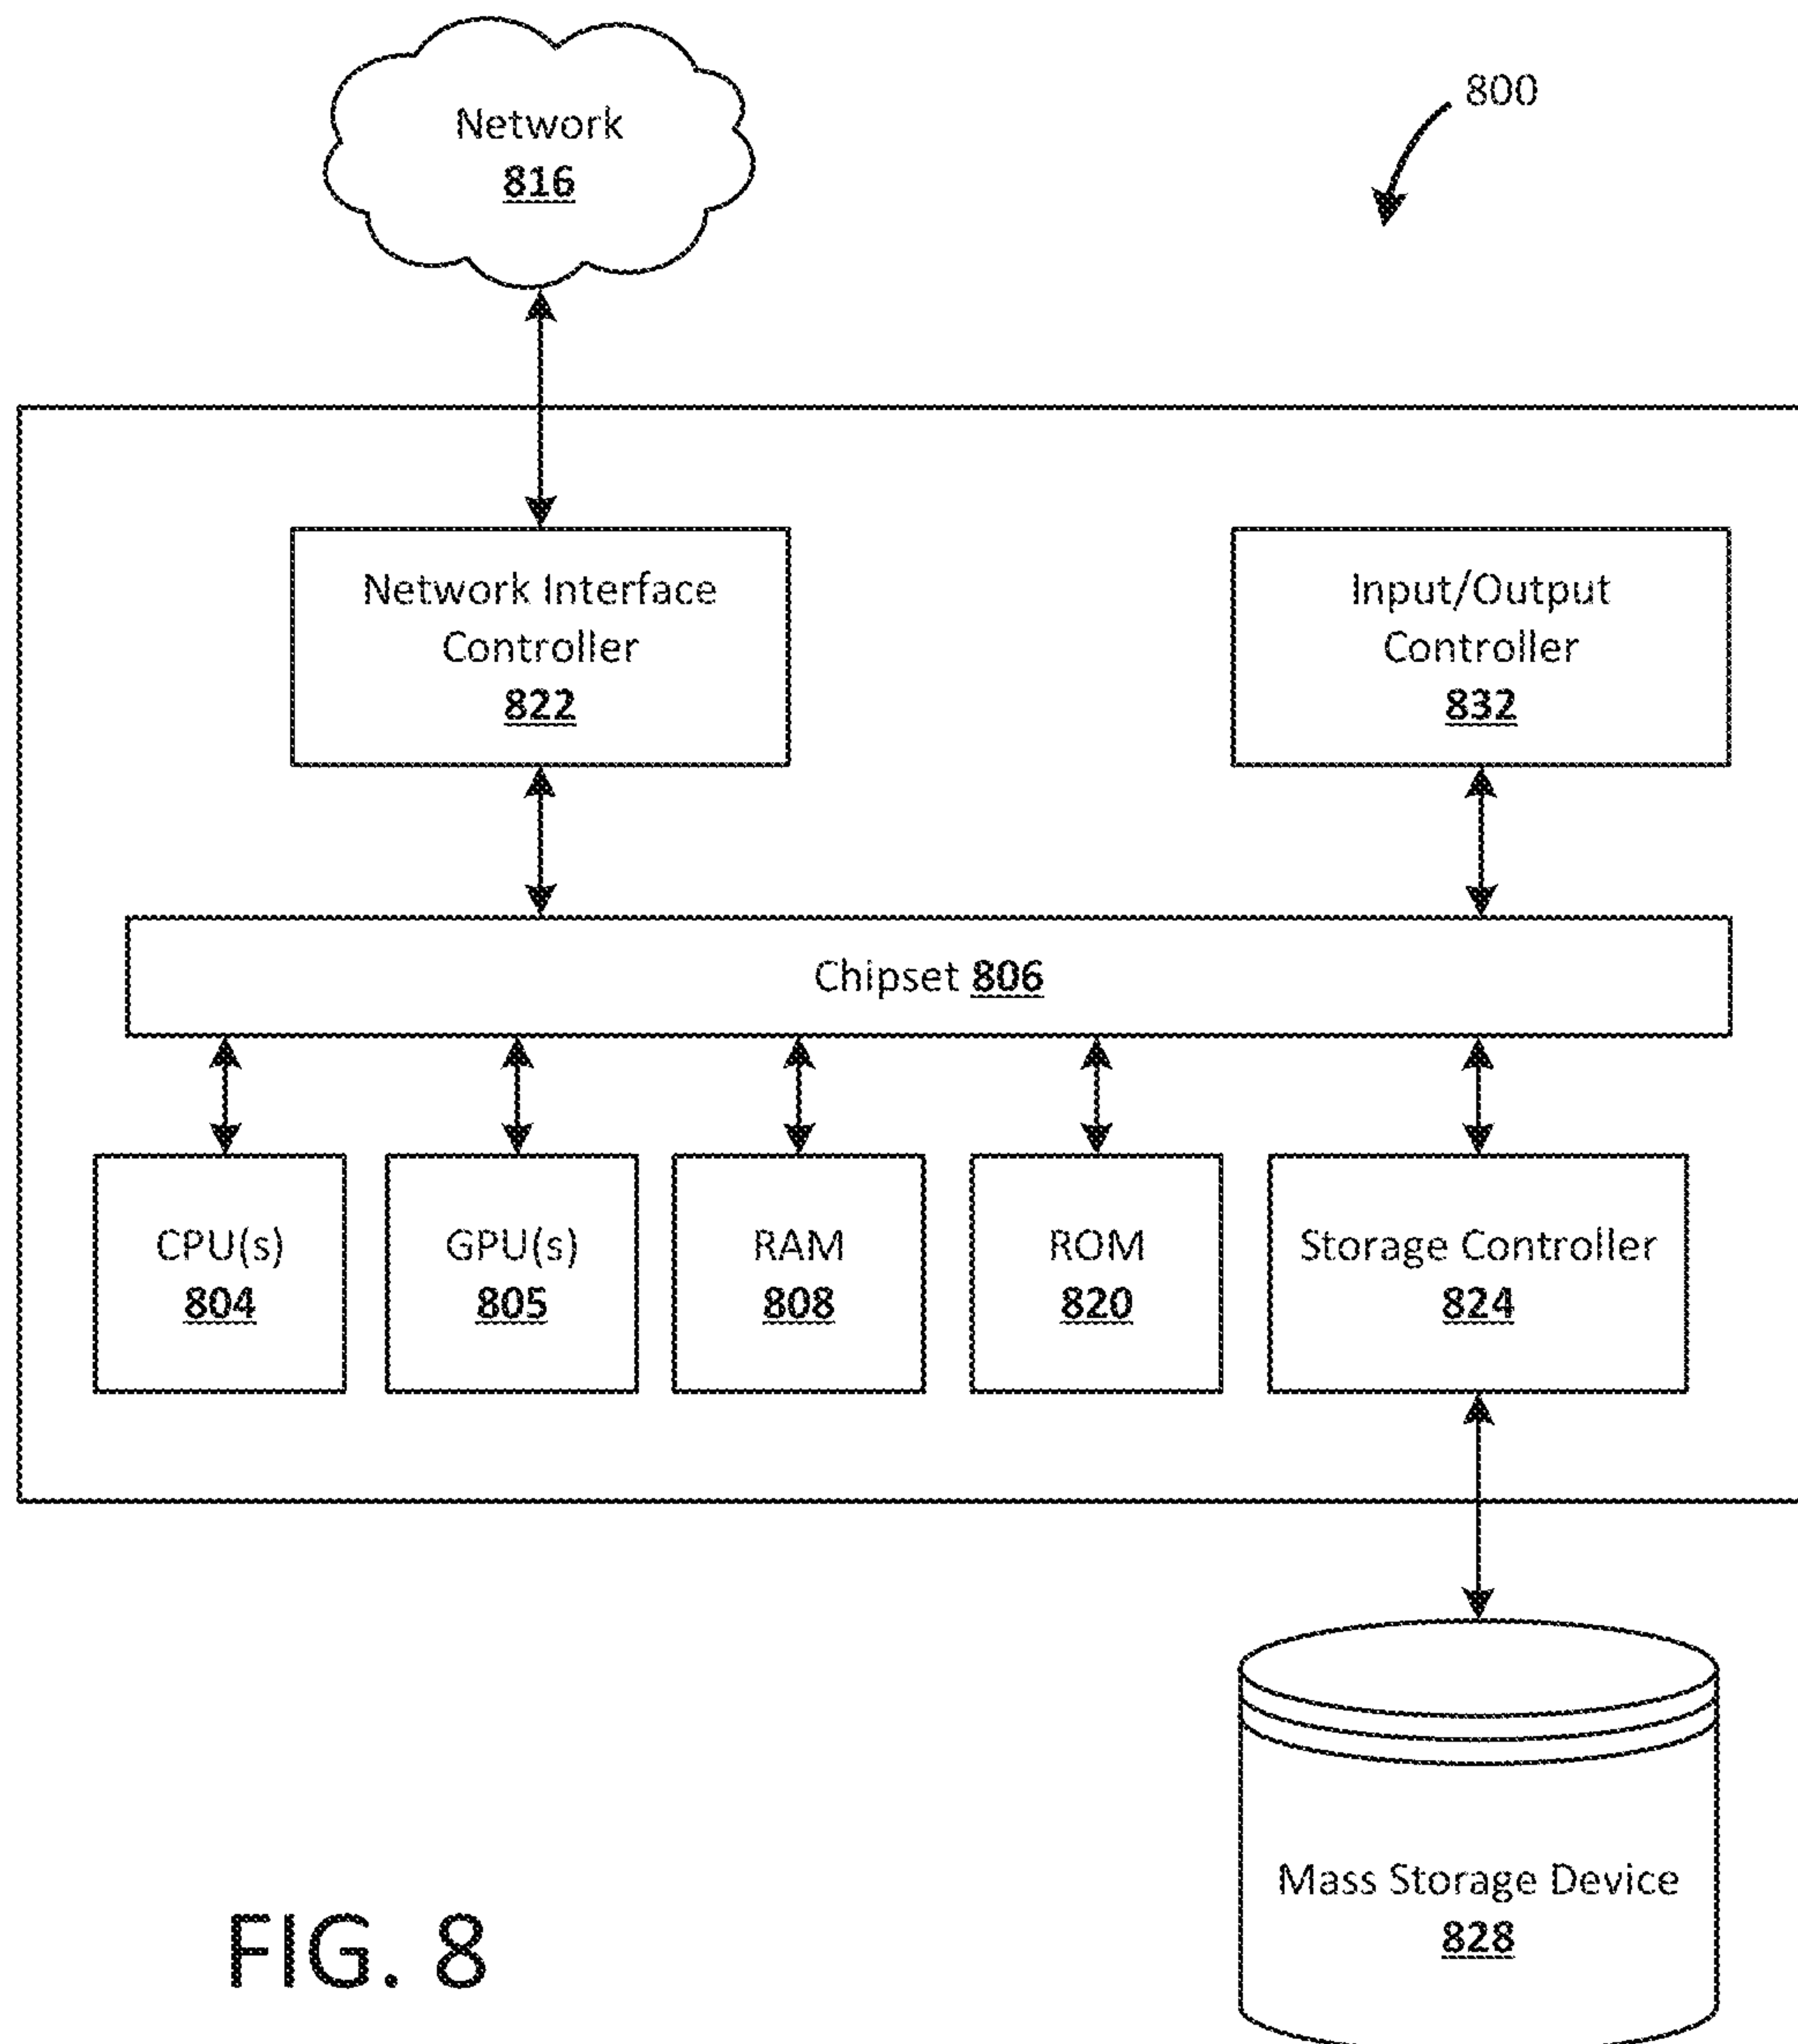 800
Network
816
Network Interface
Controller
822
Input/Output
Controller
832
Chipset 806
CPU(s)
804
GPU(s)
805
RAM
808
ROM
820
Storage Controller
824
Mass Storage Device
828
FIG. 8